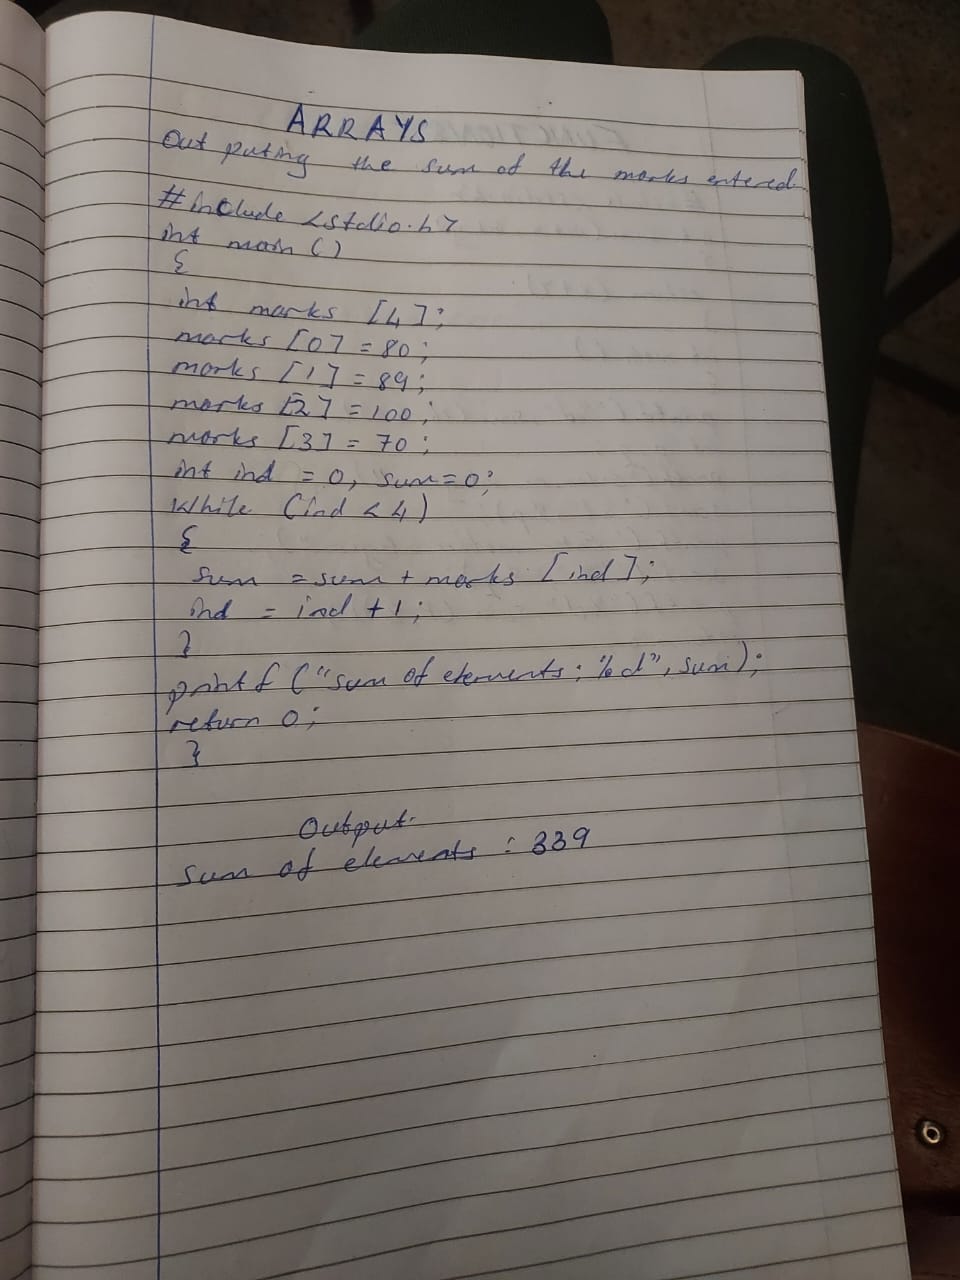 ARRAYS
Out puting the sum of the marks entered.
#include <stdio.h>
int main ()
{
int marks [4];
marks [0] = 80;
marks [1] = 89;
marks [2] = 100;
marks [3] = 70;
int ind = 0, sum=0;
While (ind < 4)
{
sum = sum + marks [ind];
ind = ind + 1;
}
printf ("sum of elements: %d", sum);
return 0;
}
Output.
Sum of elements : 339